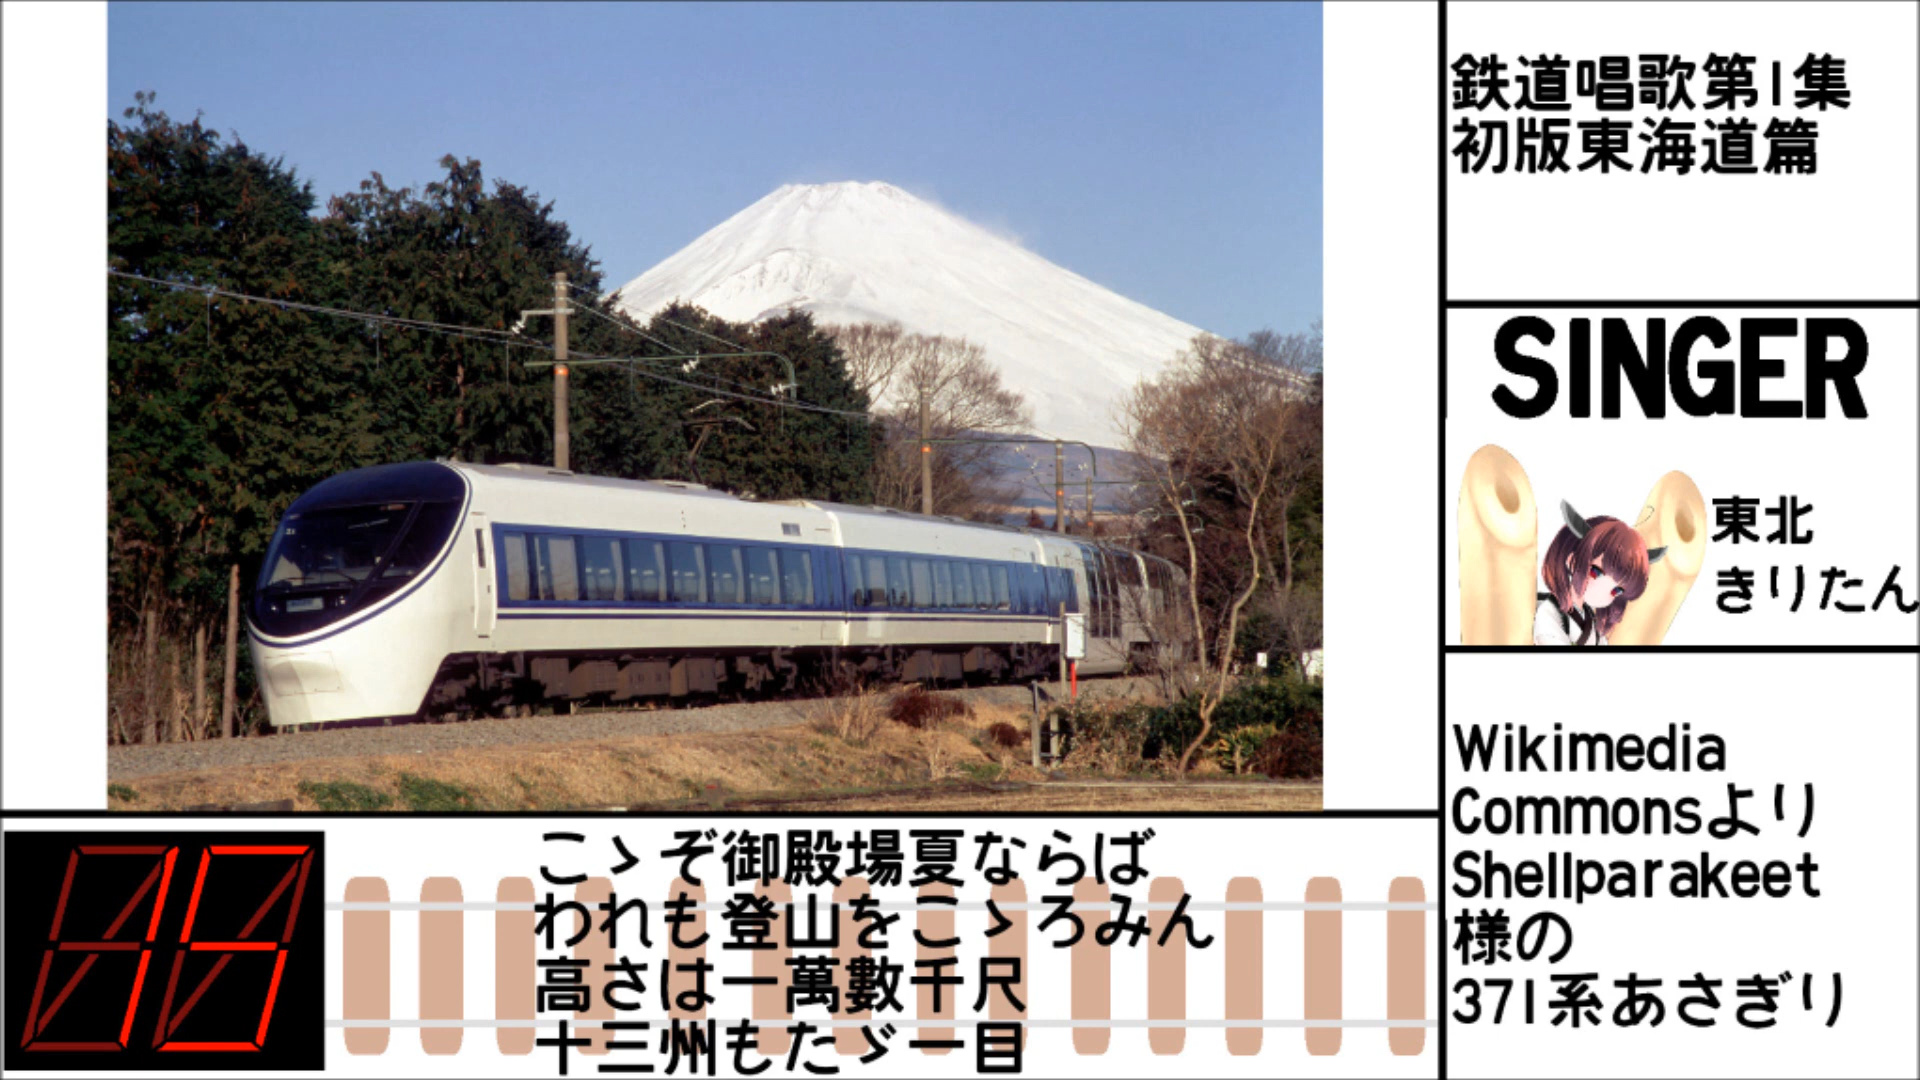 鉄道唱歌第1集
初版東海道篇
SINGER
東北
きりたん
Wikimedia
Commonsより
Shellparakeet
様の
371系あさぎり
15
こゝぞ御殿場夏ならば
われも登山をこゝろみん
高さは一萬數千尺
十三州もたゞ一目